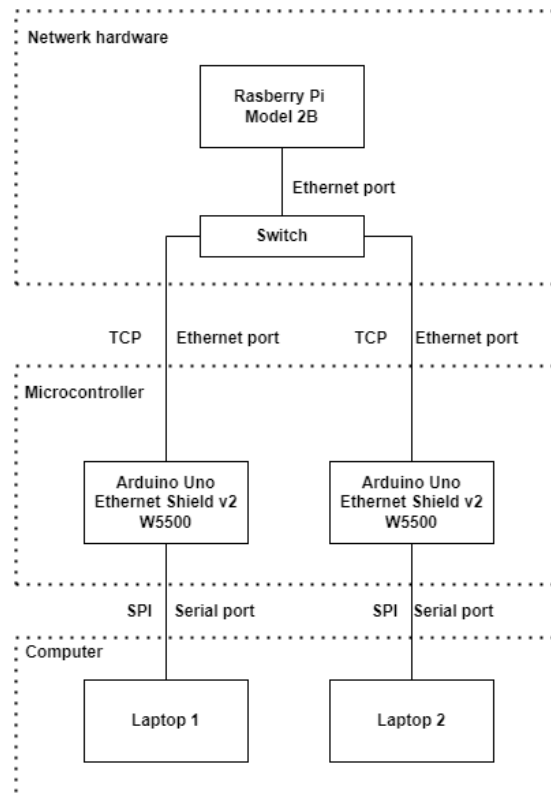 Netwerk hardware
Rasberry Pi
Model 2B
Ethernet port
Switch
TCP Ethernet port TCP Ethernet port
Microcontroller
Arduino Uno
Ethernet Shield v2
W5500
Arduino Uno
Ethernet Shield v2
W5500
SPI Serial port SPI Serial port
Computer
Laptop 1
Laptop 2